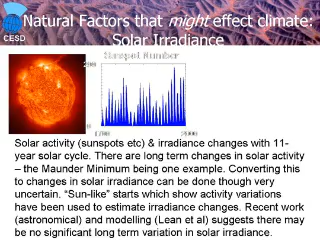 Natural Factors that might effect climate:
Solar Irradiance
CESD
Sunspot Number
Solar activity (sunspots etc) & irradiance changes with 11-
year solar cycle. There are long term changes in solar activity
– the Maunder Minimum being one example. Converting this
to changes in solar irradiance can be done though very
uncertain. “Sun-like” starts which show activity variations
have been used to estimate irradiance changes. Recent work
(astronomical) and modelling (Lean et al) suggests there may
be no significant long term variation in solar irradiance.